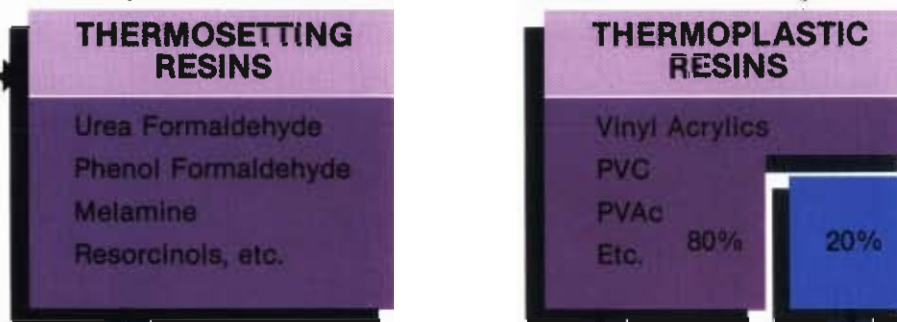 THERMOSETTING
RESINS
Urea Formaldehyde
Phenol Formaldehyde
Melamine
Resorcinols, etc.
THERMOPLASTIC
RESINS
Vinyl Acrylics
PVC
PVAc
Etc. 80%
20%